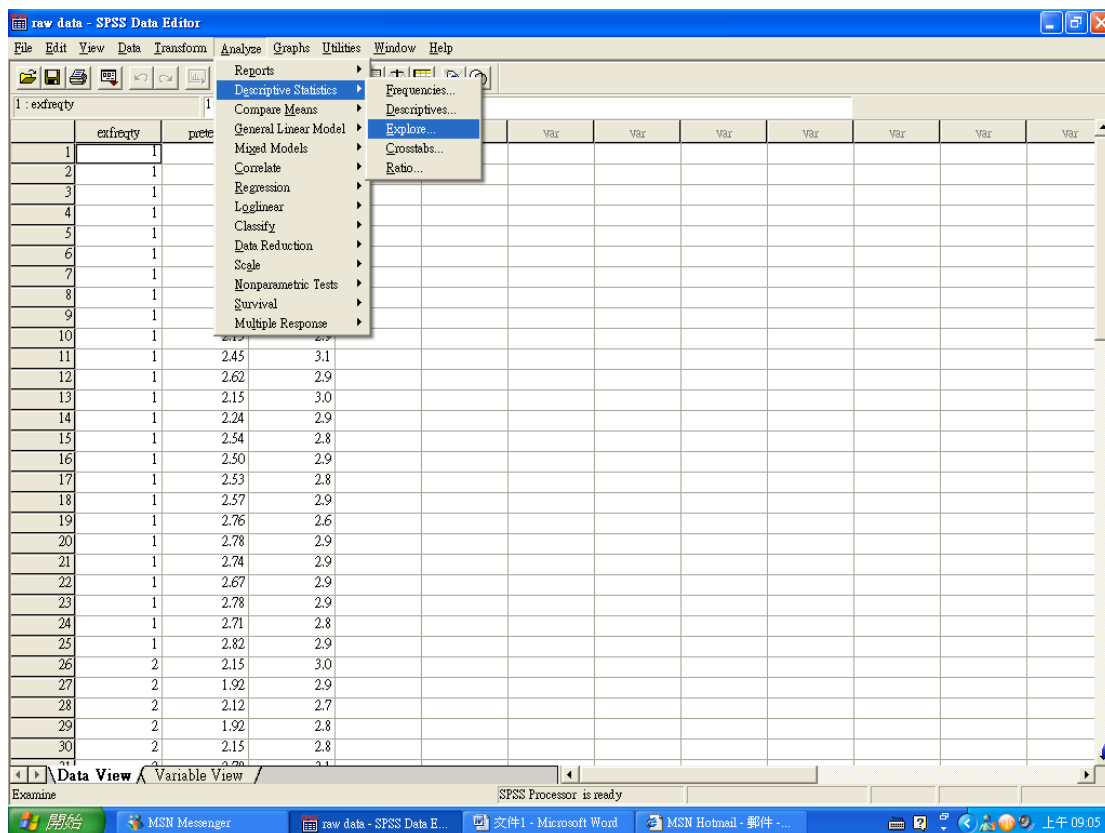 raw data - SPSS Data Editor
File Edit View Data Transform Analyze Graphs Utilities Window Help
1 : exfreqty 1
Reports
Descriptive Statistics
Compare Means
General Linear Model
Mixed Models
Correlate
Regression
Loglinear
Classify
Data Reduction
Scale
Nonparametric Tests
Survival
Multiple Response
Frequencies...
Descriptives...
Explore...
Crosstabs...
Ratio...
exfreqty prete var var var var var var var
1 1
2 1
3 1
4 1
5 1
6 1
7 1
8 1
9 1
10 1 2.15 2.9
11 1 2.45 3.1
12 1 2.62 2.9
13 1 2.15 3.0
14 1 2.24 2.9
15 1 2.54 2.8
16 1 2.50 2.9
17 1 2.53 2.8
18 1 2.57 2.9
19 1 2.76 2.6
20 1 2.78 2.9
21 1 2.74 2.9
22 1 2.67 2.9
23 1 2.78 2.9
24 1 2.71 2.8
25 1 2.82 2.9
26 2 2.15 3.0
27 2 1.92 2.9
28 2 2.12 2.7
29 2 1.92 2.8
30 2 2.15 2.8
Data View Variable View
Examine SPSS Processor is ready
開始 MSN Messenger raw data - SPSS Data E... 文件1 - Microsoft Word MSN Hotmail - 郵件 -... 上午 09:05